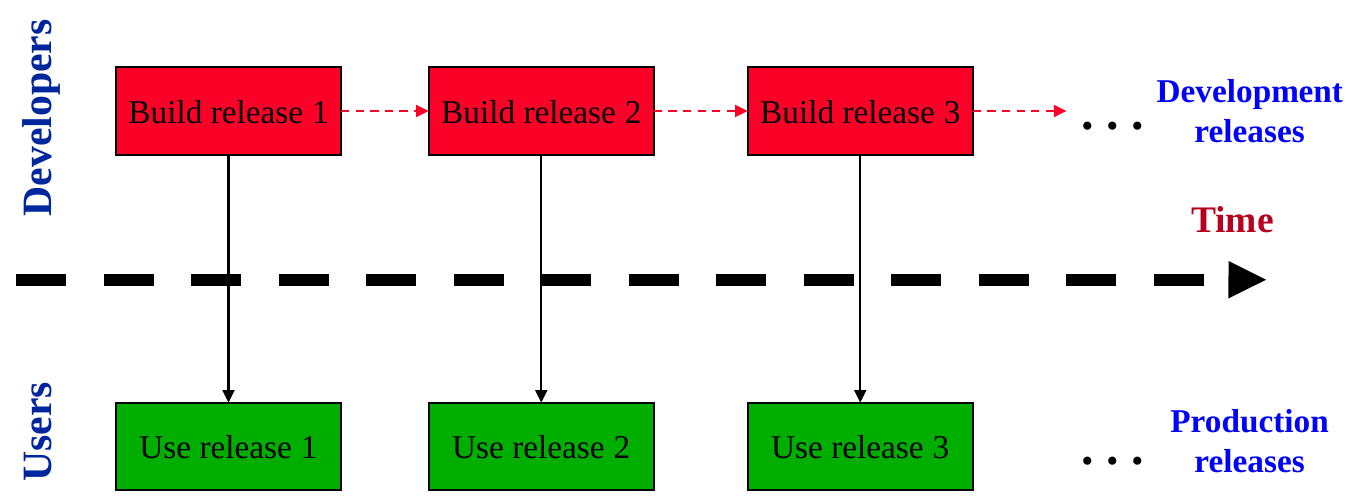 Developers
Build release 1
Build release 2
Build release 3
. . .
Development
releases
Time
Users
Use release 1
Use release 2
Use release 3
. . .
Production
releases